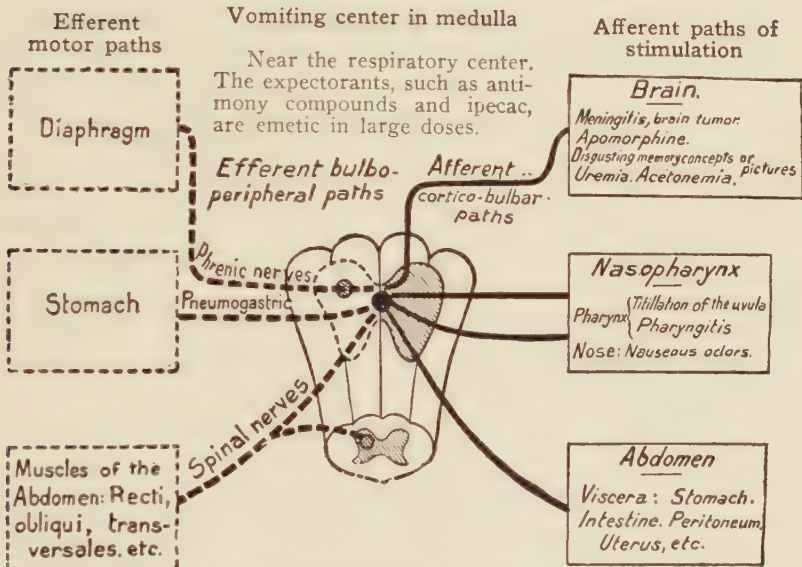 Efferent
motor paths
Vomiting center in medulla
Afferent paths of
stimulation
Near the respiratory center.
The expectorants, such as anti-
mony compounds and ipecac,
are emetic in large doses.
Diaphragm
Efferent bulbo-
peripheral paths
Afferent
cortico-bulbar
paths
Brain.
Meningitis, brain tumor.
Apomorphine.
Disgusting memory concepts or
pictures
Uremia. Acetonemia.
Phrenic nerves
Pneumogastric
Stomach
Nasopharynx
Pharynx { Titillation of the uvula
Pharyngitis
Nose: Nauseous odors.
Spinal nerves
Muscles of the
Abdomen: Recti,
obliqui, trans-
versales. etc.
Abdomen
Viscera: Stomach.
Intestine. Peritoneum,
Uterus, etc.